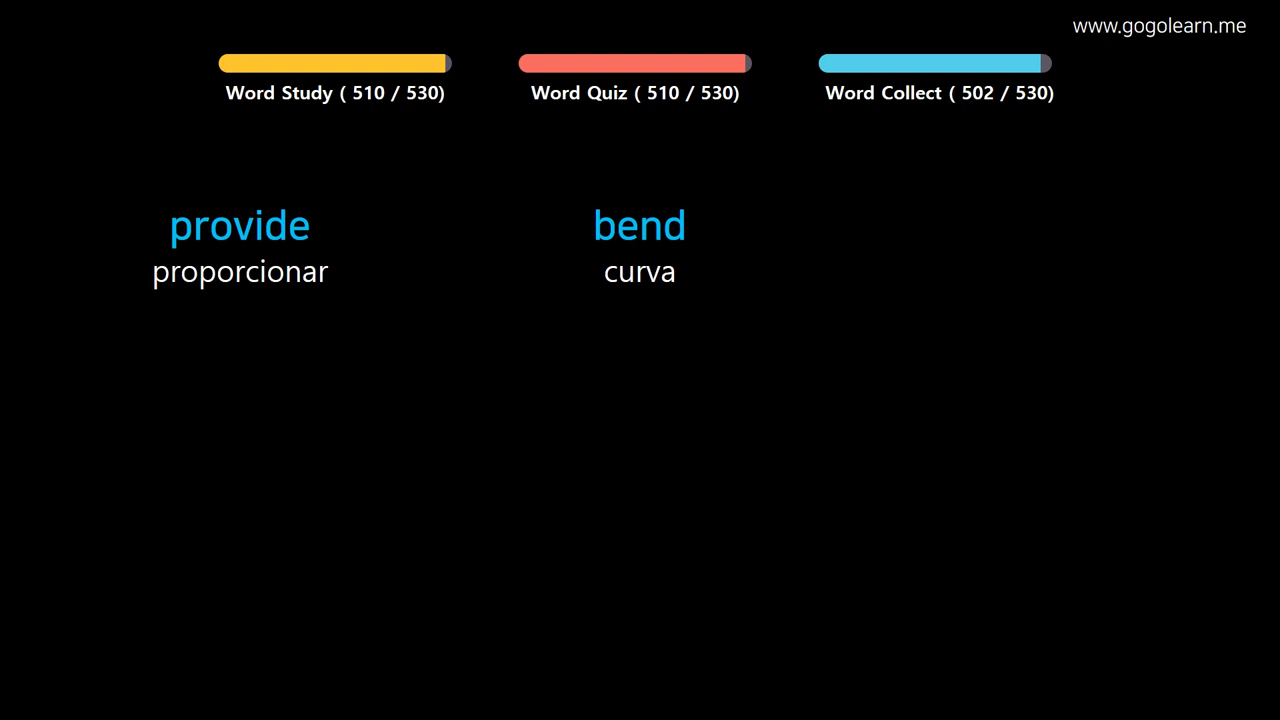 www.gogolearn.me
Word Study ( 510 / 530)
Word Quiz ( 510 / 530)
Word Collect ( 502 / 530)
provide
proporcionar
bend
curva